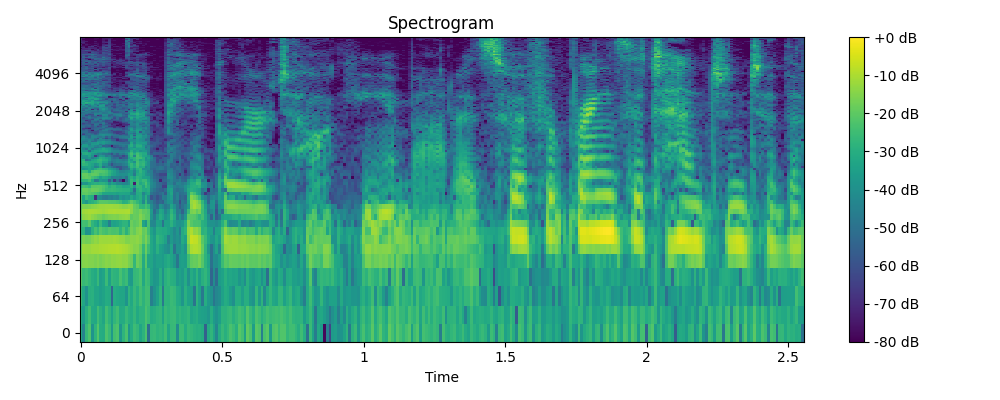 Spectrogram
Hz
4096
2048
1024
512
256
128
64
0
0 0.5 1 1.5 2 2.5
Time
+0 dB
-10 dB
-20 dB
-30 dB
-40 dB
-50 dB
-60 dB
-70 dB
-80 dB